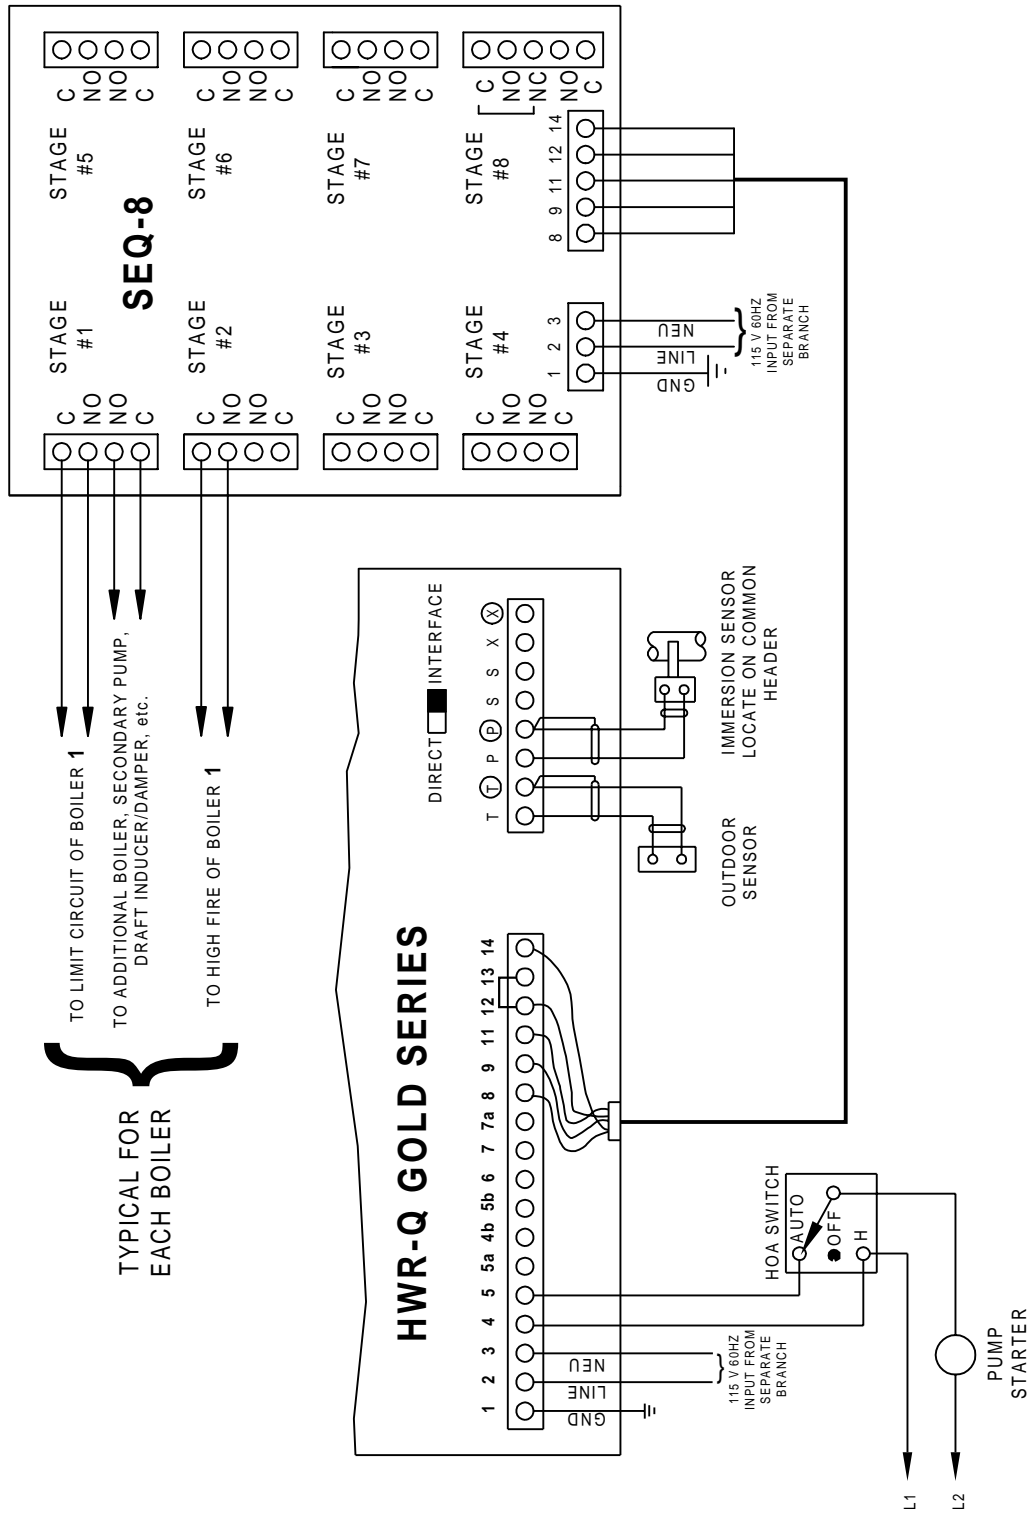 TYPICAL FOR
EACH BOILER
TO LIMIT CIRCUIT OF BOILER 1
TO ADDITIONAL BOILER, SECONDARY PUMP,
DRAFT INDUCER/DAMPER, etc.
TO HIGH FIRE OF BOILER 1
SEQ-8
STAGE
#1
C
NO
NO
C
STAGE
#5
C
NO
NO
C
STAGE
#2
C
NO
NO
C
STAGE
#6
C
NO
NO
C
STAGE
#3
STAGE
#7
C
NO
NO
C
STAGE
#4
C
NO
NO
C
STAGE
#8
C
NO
NC
NO
C
1 2 3
GND
LINE
NEU
115 V 60HZ
INPUT FROM
SEPARATE
BRANCH
8 9 11 12 14
HWR-Q GOLD SERIES
DIRECT INTERFACE
1 2 3 4 5 5a 4b 5b 6 7 7a 8 9 11 12 13 14
T T P P S S X X
GND
LINE
NEU
115 V 60HZ
INPUT FROM
SEPARATE
BRANCH
HOA SWITCH
AUTO
OFF
H
OUTDOOR
SENSOR
IMMERSION SENSOR
LOCATE ON COMMON
HEADER
PUMP
STARTER
L1
L2